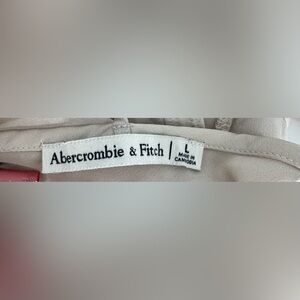 Abercrombie & Fitch | L
MADE IN
CAMBODIA